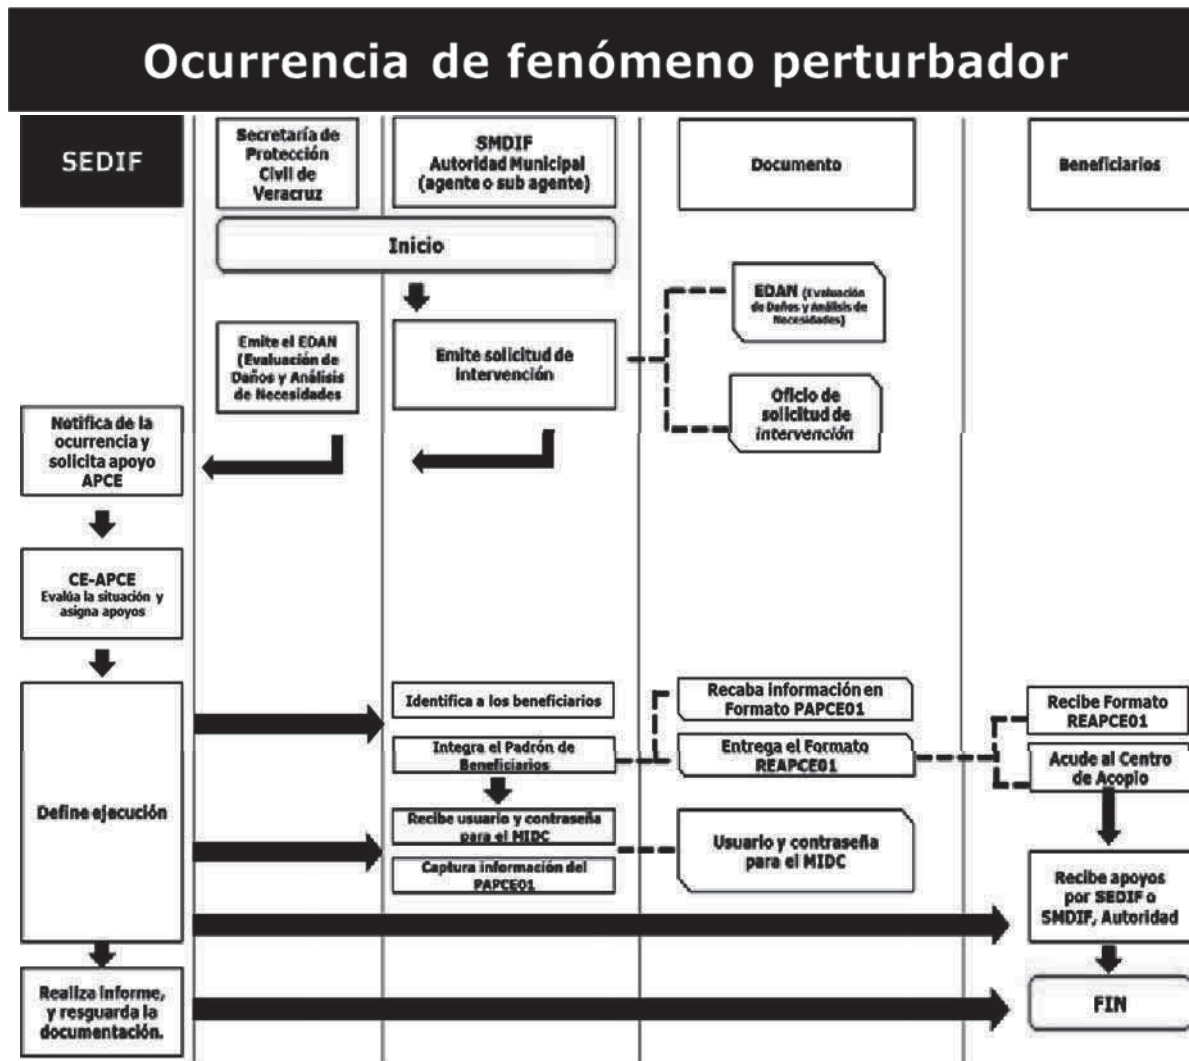 Ocurrencia de fenómeno perturbador
SEDIF
Secretaría de
Protección
Civil de
Veracruz
SMDIF
Autoridad Municipal
(agente o sub agente)
Documento
Beneficiarios
Inicio
EDAN (Evaluación
de Daños y Análisis de
Necesidades)
Emite el EDAN
(Evaluación de
Daños y Análisis
de Necesidades
Emite solicitud de
intervención
Oficio de
solicitud de
intervención
Notifica de la
ocurrencia y
solicita apoyo
APCE
CE-APCE
Evalúa la situación y
asigna apoyos
Define ejecución
Identifica a los beneficiarios
Recaba información en
Formato PAPCE01
Recibe Formato
REAPCE01
Integra el Padrón de
Beneficiarios
Entrega el Formato
REAPCE01
Acude al Centro
de Acopio
Recibe usuario y contraseña
para el MIDC
Captura información del
PAPCE01
Usuario y contraseña
para el MIDC
Recibe apoyos
por SEDIF o
SMDIF, Autoridad
Realiza informe,
y resguarda la
documentación.
FIN